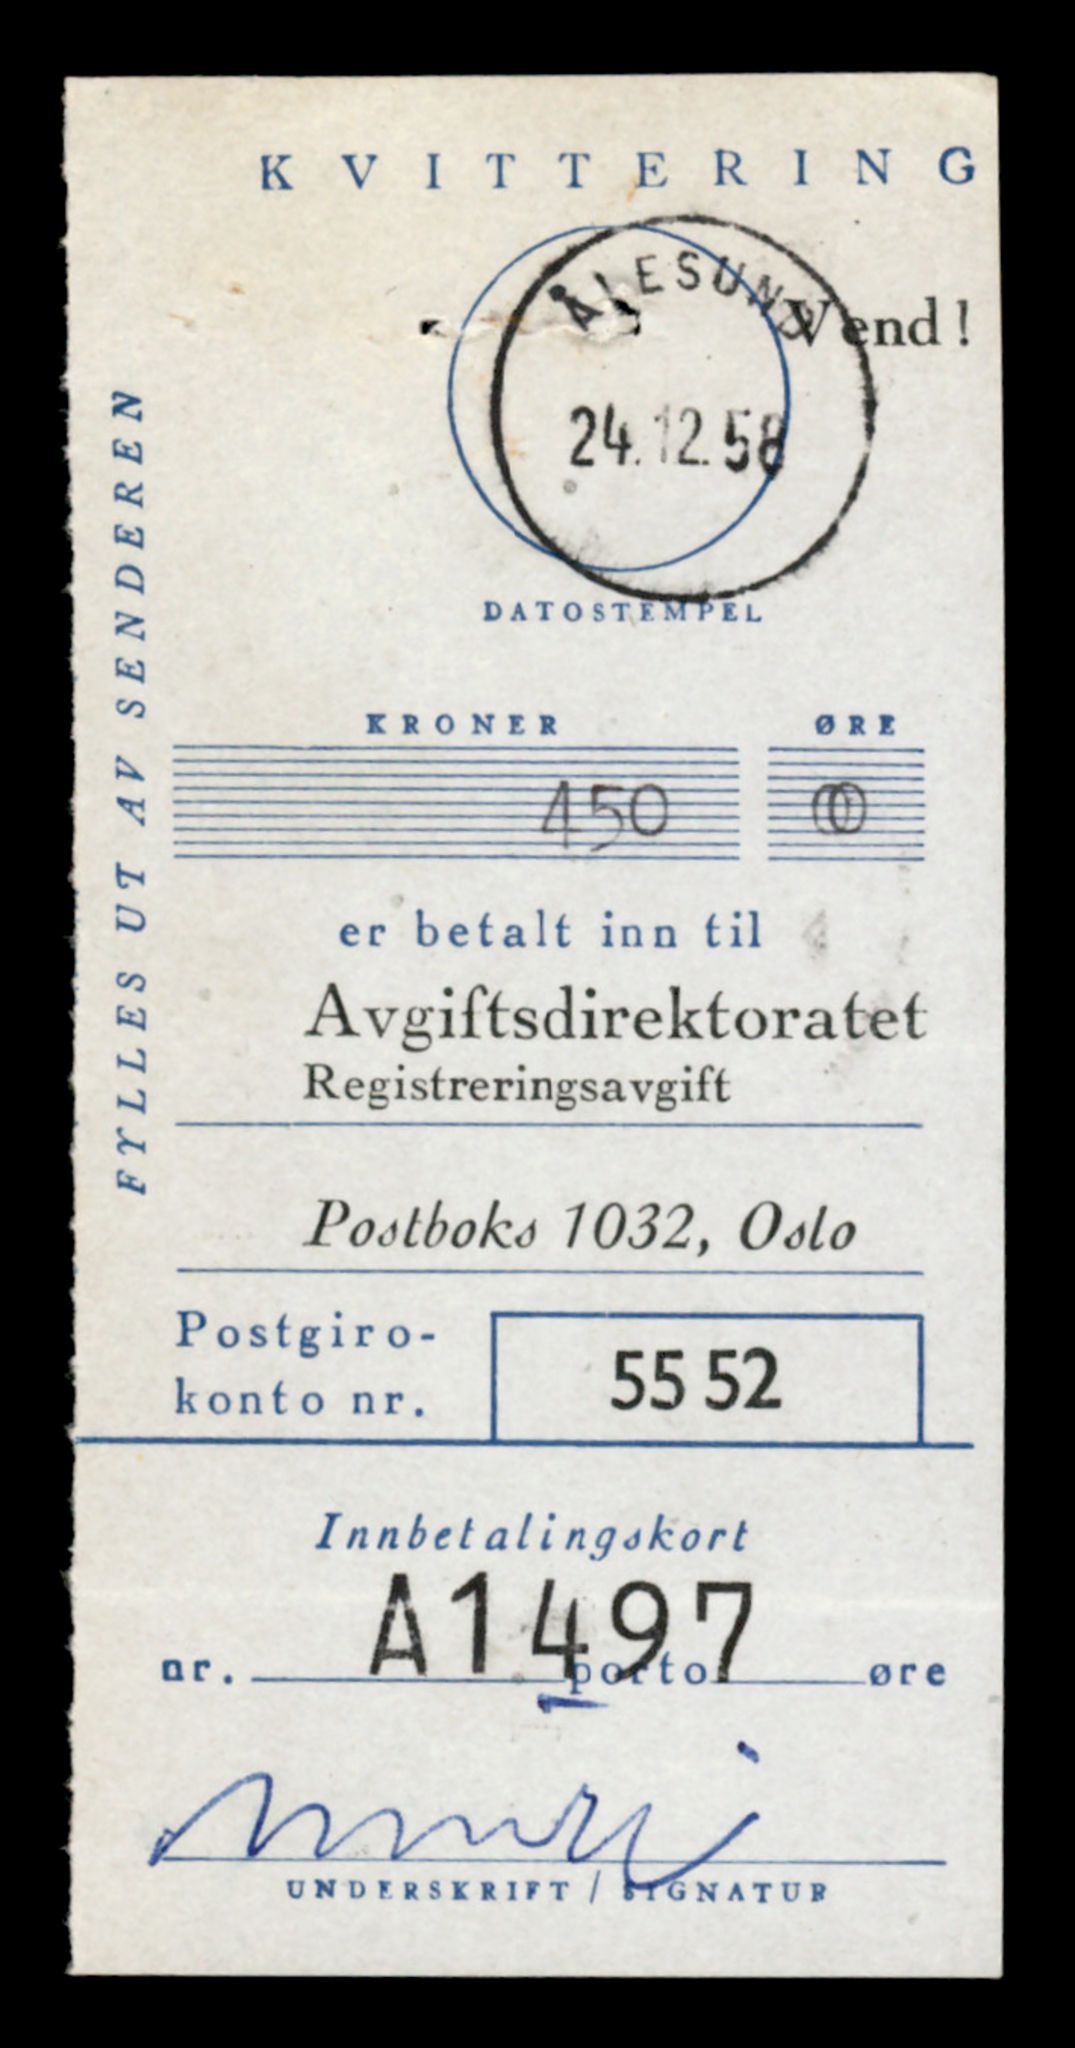 KVITTERING
ÅLESUND
Vend!
24.12.58
DATOSTEMPEL
FYLLES UT AV SENDEREN
KRONER ØRE
450 00
er betalt inn til
Avgiftsdirektoratet
Registreringsavgift
Postboks 1032, Oslo
Postgiro-
konto nr.
55 52
Innbetalingskort
A1497
nr. porto øre
UNDERSKRIFT / SIGNATUR